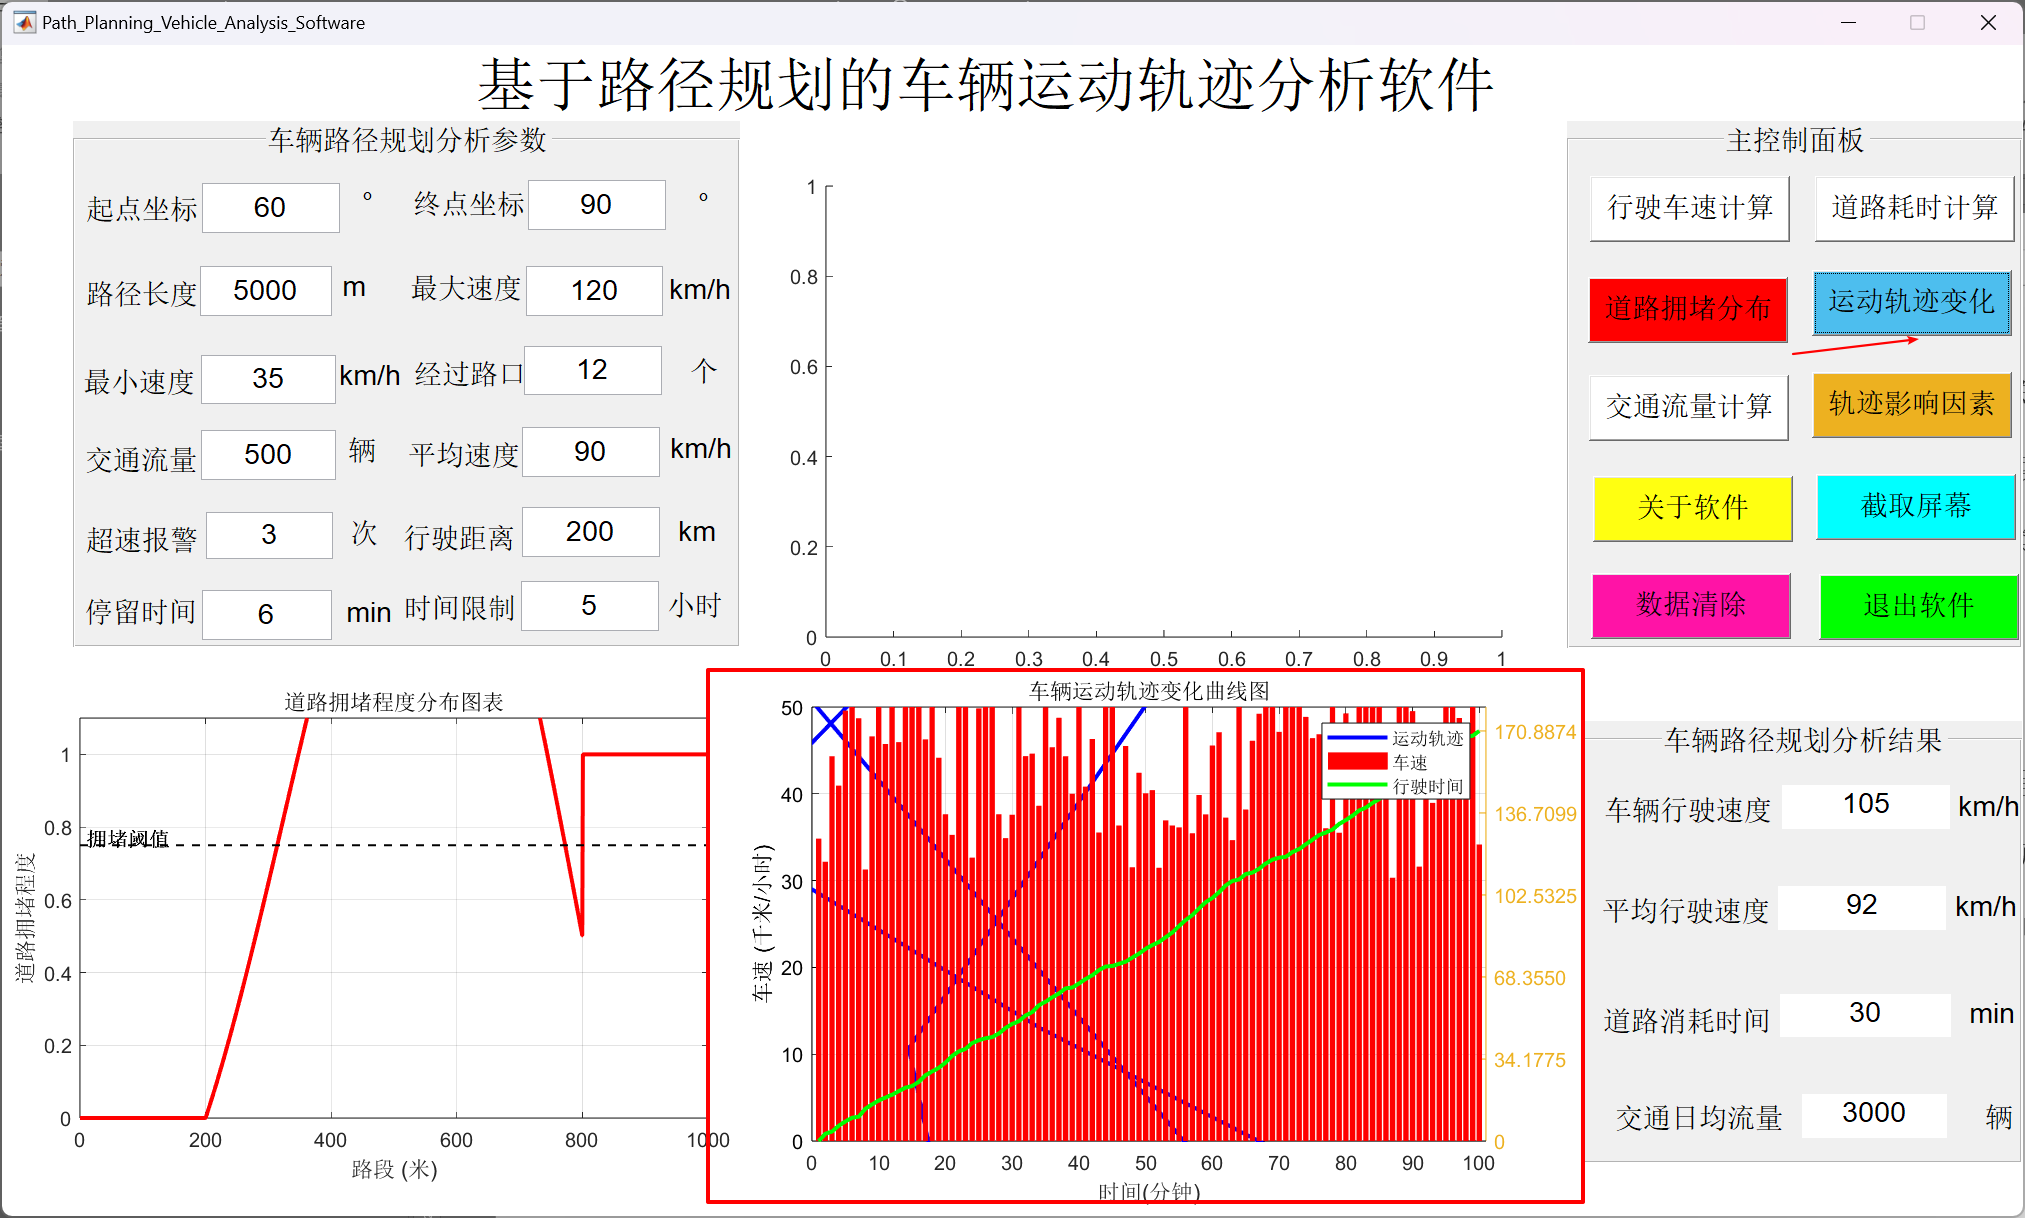 Path_Planning_Vehicle_Analysis_Software
基于路径规划的车辆运动轨迹分析软件
车辆路径规划分析参数
起点坐标 60 ° 终点坐标 90 °
路径长度 5000 m 最大速度 120 km/h
最小速度 35 km/h 经过路口 12 个
交通流量 500 辆 平均速度 90 km/h
超速报警 3 次 行驶距离 200 km
停留时间 6 min 时间限制 5 小时
1
0.8
0.6
0.4
0.2
0
0 0.1 0.2 0.3 0.4 0.5 0.6 0.7 0.8 0.9 1
主控制面板
行驶车速计算 道路耗时计算
道路拥堵分布 运动轨迹变化
交通流量计算 轨迹影响因素
关于软件 截取屏幕
数据清除 退出软件
道路拥堵程度分布图表
道路拥堵程度
1
0.8
拥堵阈值
0.6
0.4
0.2
0
0 200 400 600 800 1000
路段 (米)
车辆运动轨迹变化曲线图
车速 (千米/小时)
50
40
30
20
10
0
运动轨迹
车速
行驶时间
170.8874
136.7099
102.5325
68.3550
34.1775
0
0 10 20 30 40 50 60 70 80 90 100
时间(分钟)
车辆路径规划分析结果
车辆行驶速度 105 km/h
平均行驶速度 92 km/h
道路消耗时间 30 min
交通日均流量 3000 辆